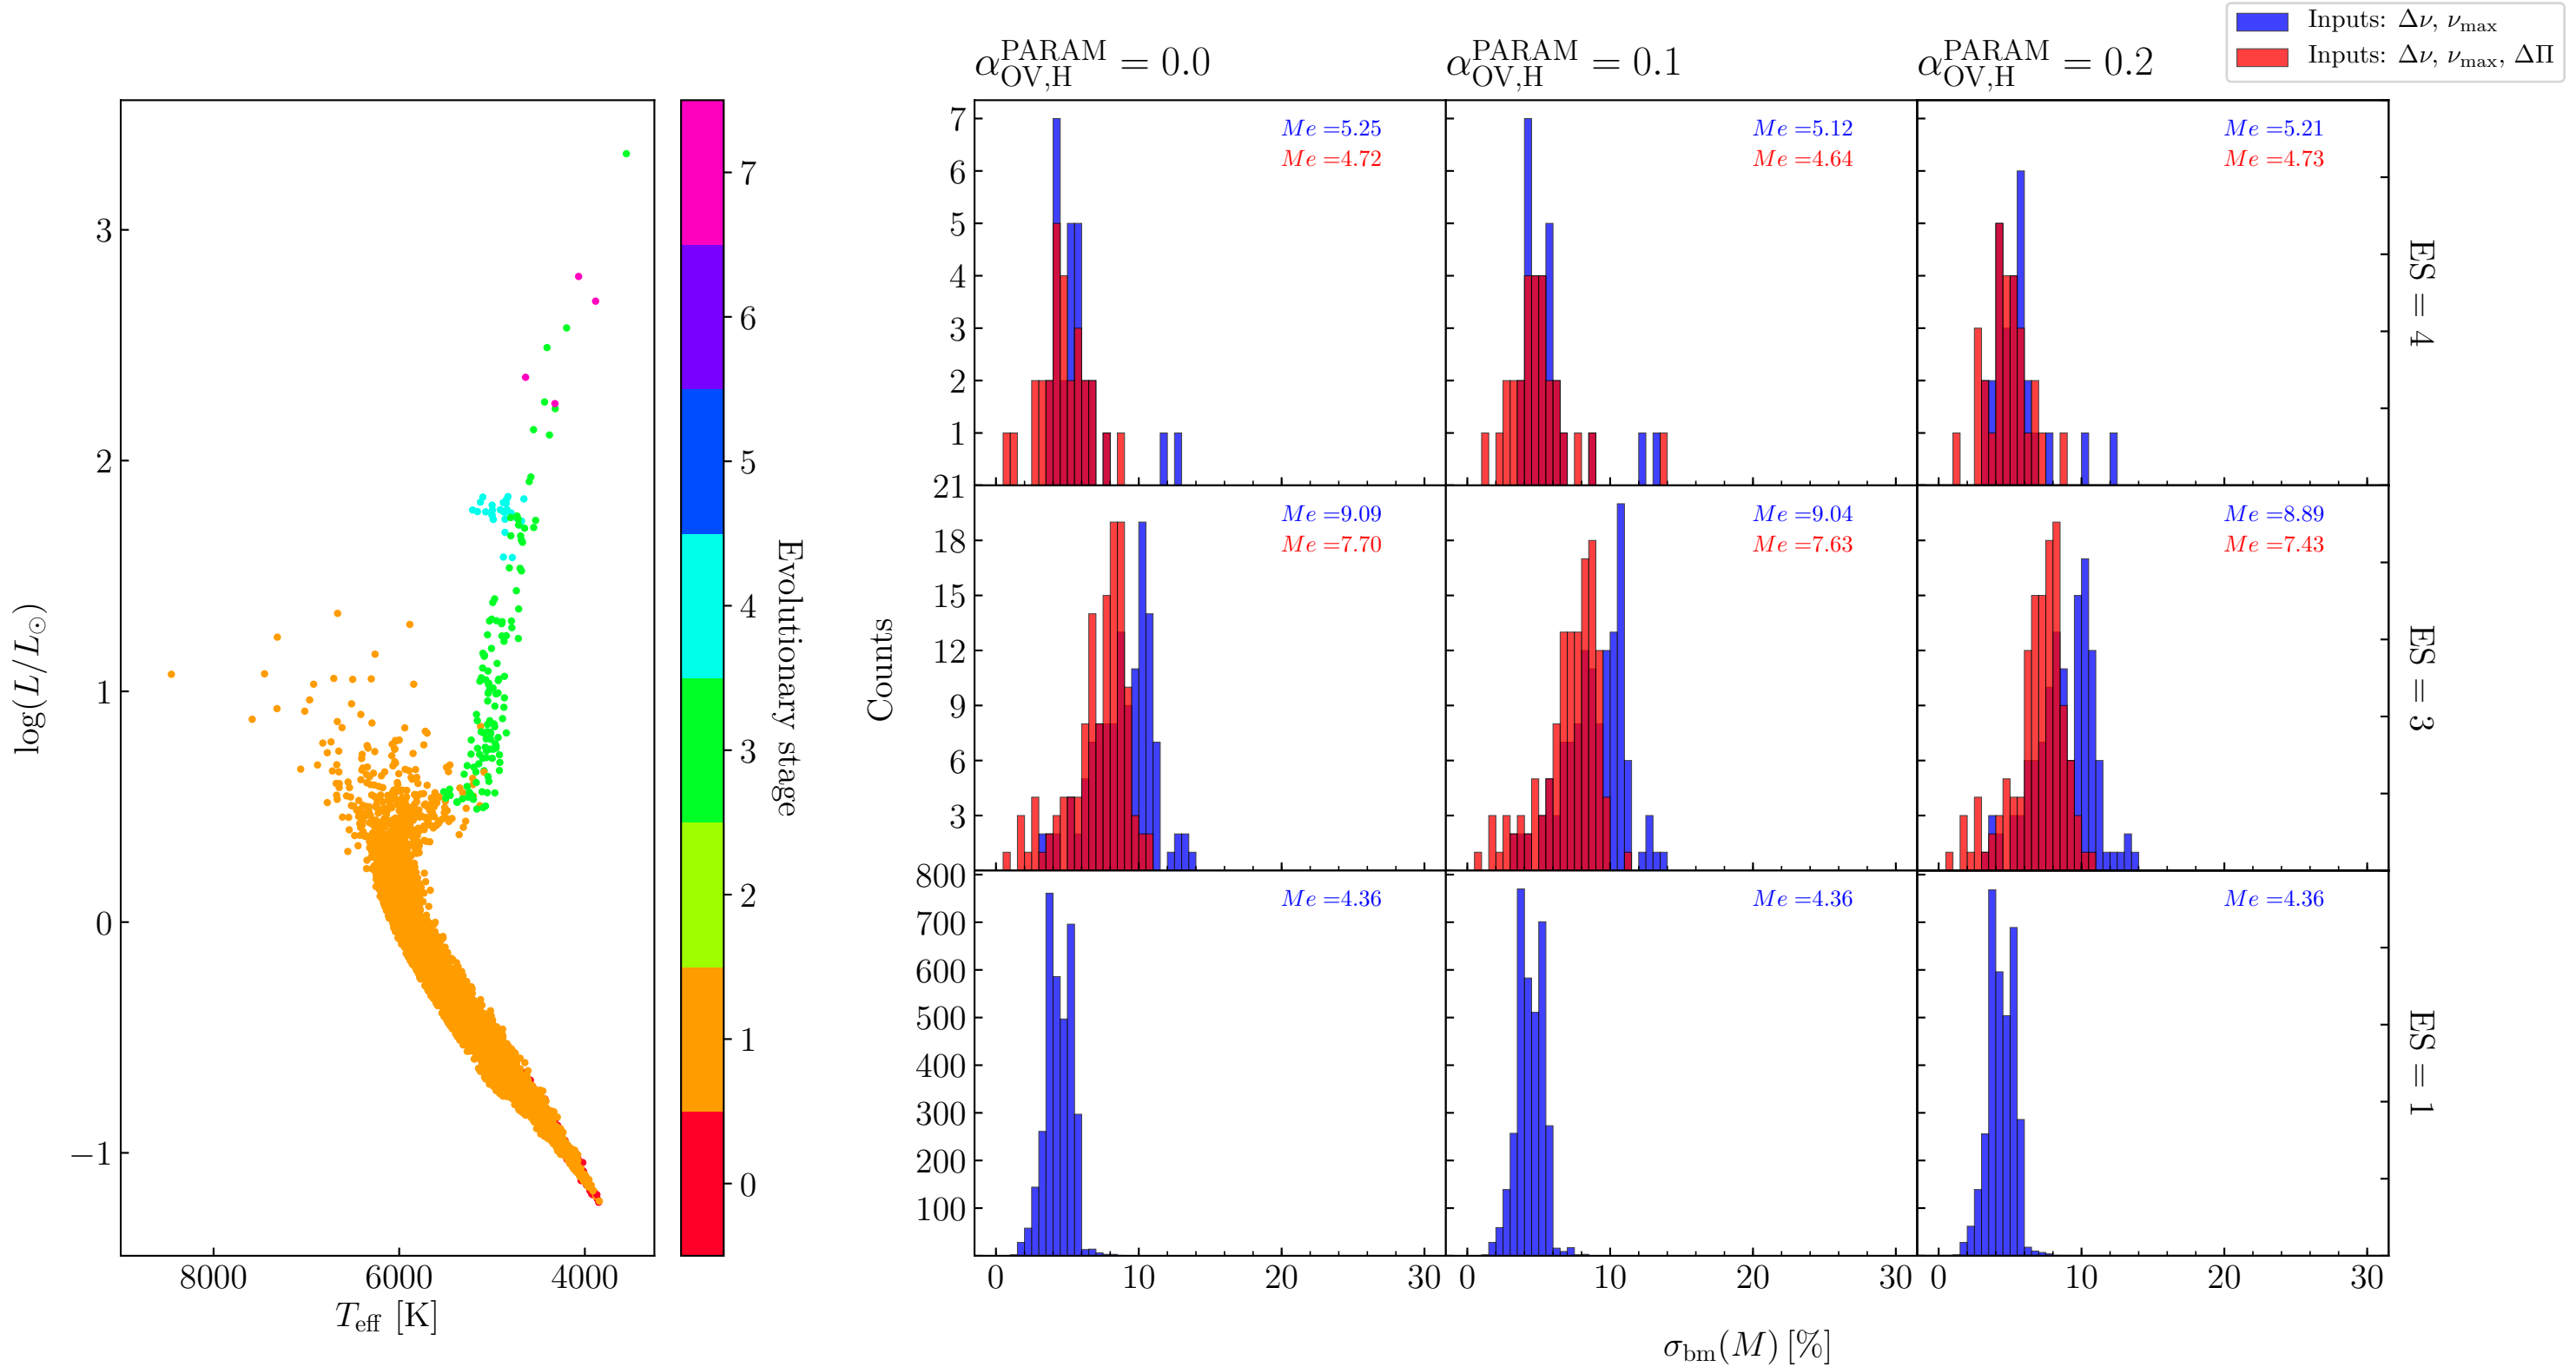 Inputs: Δν, ν_max
Inputs: Δν, ν_max, ΔΠ
α^PARAM_OV,H = 0.0
α^PARAM_OV,H = 0.1
α^PARAM_OV,H = 0.2
log(L/L⊙)
3
2
1
0
−1
8000 6000 4000
T_eff [K]
7
6
5
4
3
2
1
0
Evolutionary stage
Counts
7
6
5
4
3
2
1
Me =5.25
Me =4.72
Me =5.12
Me =4.64
Me =5.21
Me =4.73
ES = 4
21
21
18
15
12
9
6
3
Me =9.09
Me =7.70
Me =9.04
Me =7.63
Me =8.89
Me =7.43
ES = 3
800
700
600
500
400
300
200
100
Me =4.36
Me =4.36
Me =4.36
ES = 1
0 10 20 30
0 10 20 30
0 10 20 30
σ_bm(M) [%]